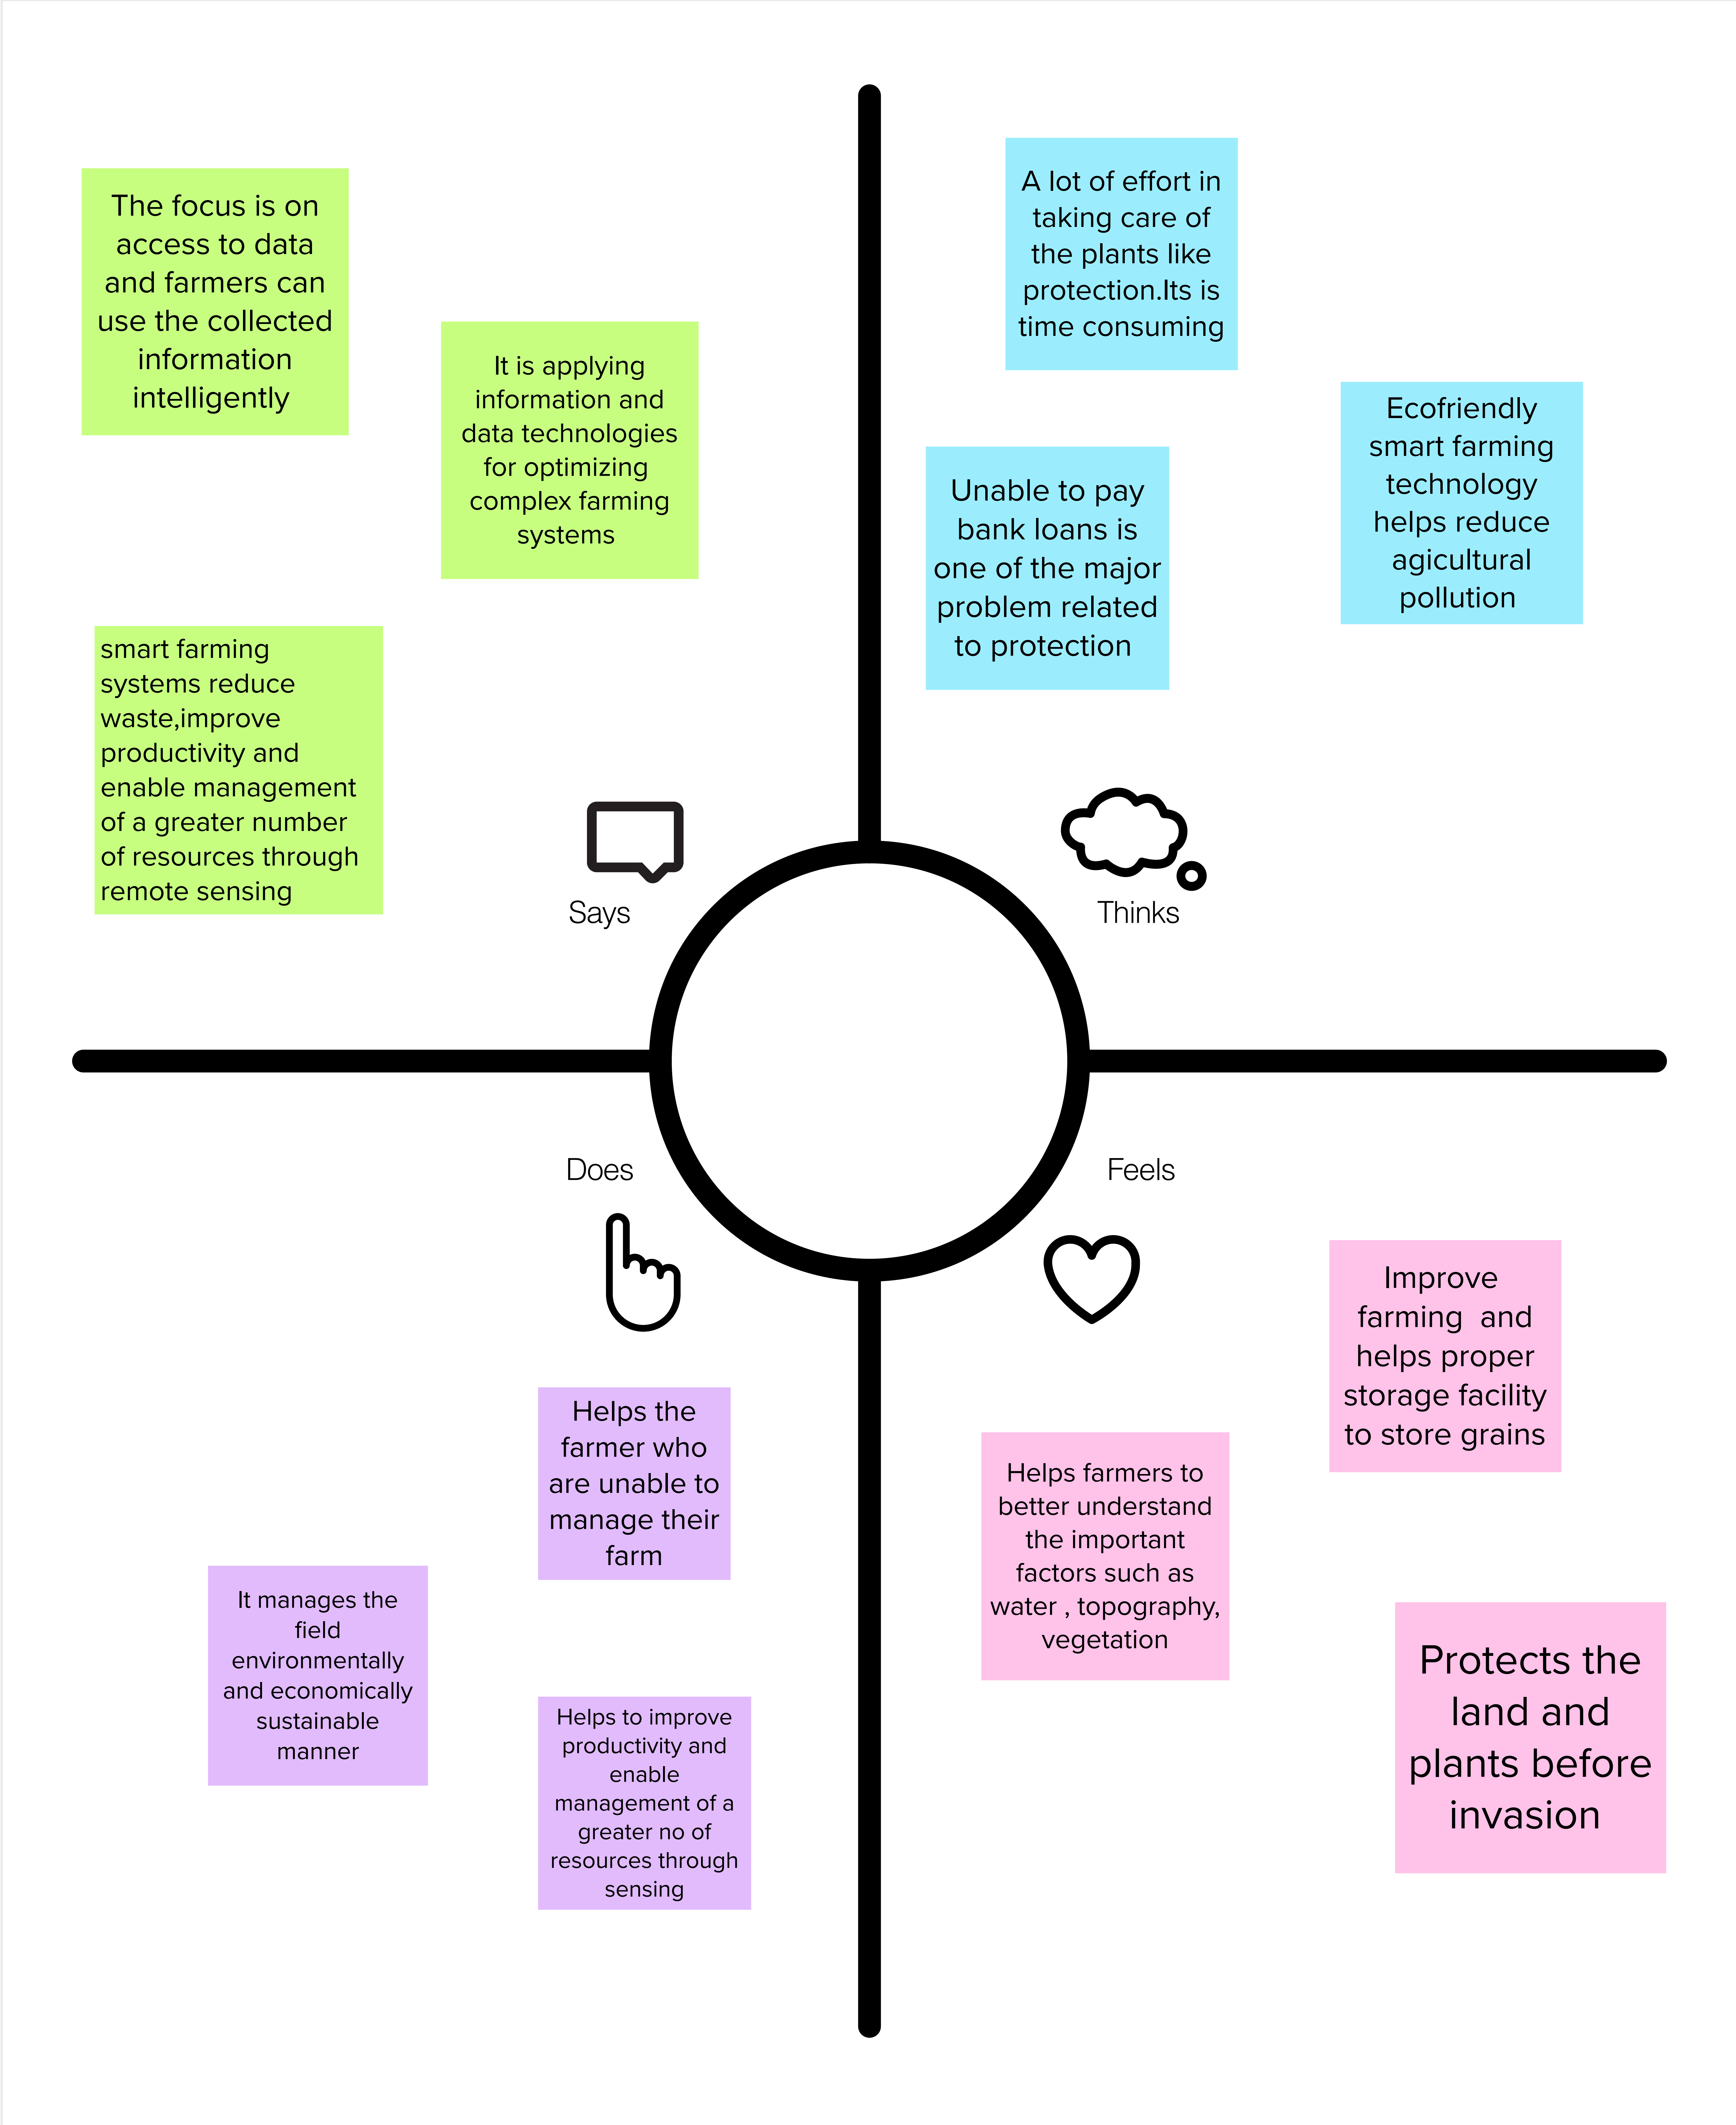 The focus is on
access to data
and farmers can
use the collected
information
intelligently
It is applying
information and
data technologies
for optimizing
complex farming
systems
smart farming
systems reduce
waste,improve
productivity and
enable management
of a greater number
of resources through
remote sensing
Says
A lot of effort in
taking care of
the plants like
protection.Its is
time consuming
Unable to pay
bank loans is
one of the major
problem related
to protection
Ecofriendly
smart farming
technology
helps reduce
agicultural
pollution
Thinks
Does
Helps the
farmer who
are unable to
manage their
farm
It manages the
field
environmentally
and economically
sustainable
manner
Helps to improve
productivity and
enable
management of a
greater no of
resources through
sensing
Feels
Improve
farming  and
helps proper
storage facility
to store grains
Helps farmers to
better understand
the important
factors such as
water , topography,
vegetation
Protects the
land and
plants before
invasion